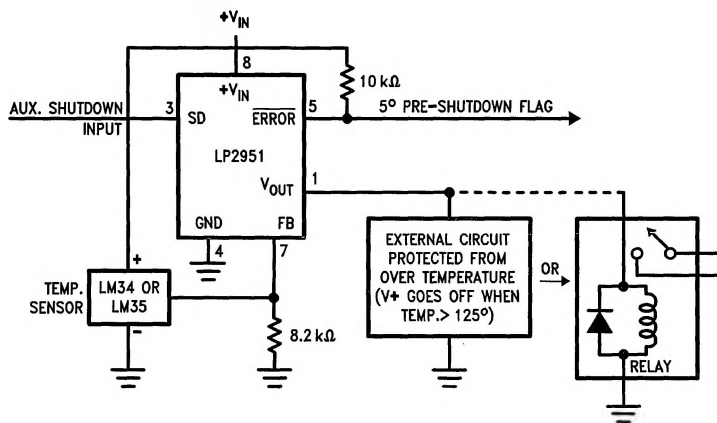 +V_IN
8
+V_IN
10 kΩ
AUX. SHUTDOWN
INPUT
3
SD
ERROR
5
5° PRE-SHUTDOWN FLAG
LP2951
V_OUT
1
GND
FB
4
7
+
TEMP.
SENSOR
LM34 OR
LM35
-
8.2 kΩ
EXTERNAL CIRCUIT
PROTECTED FROM
OVER TEMPERATURE
(V+ GOES OFF WHEN
TEMP.> 125°)
OR
RELAY